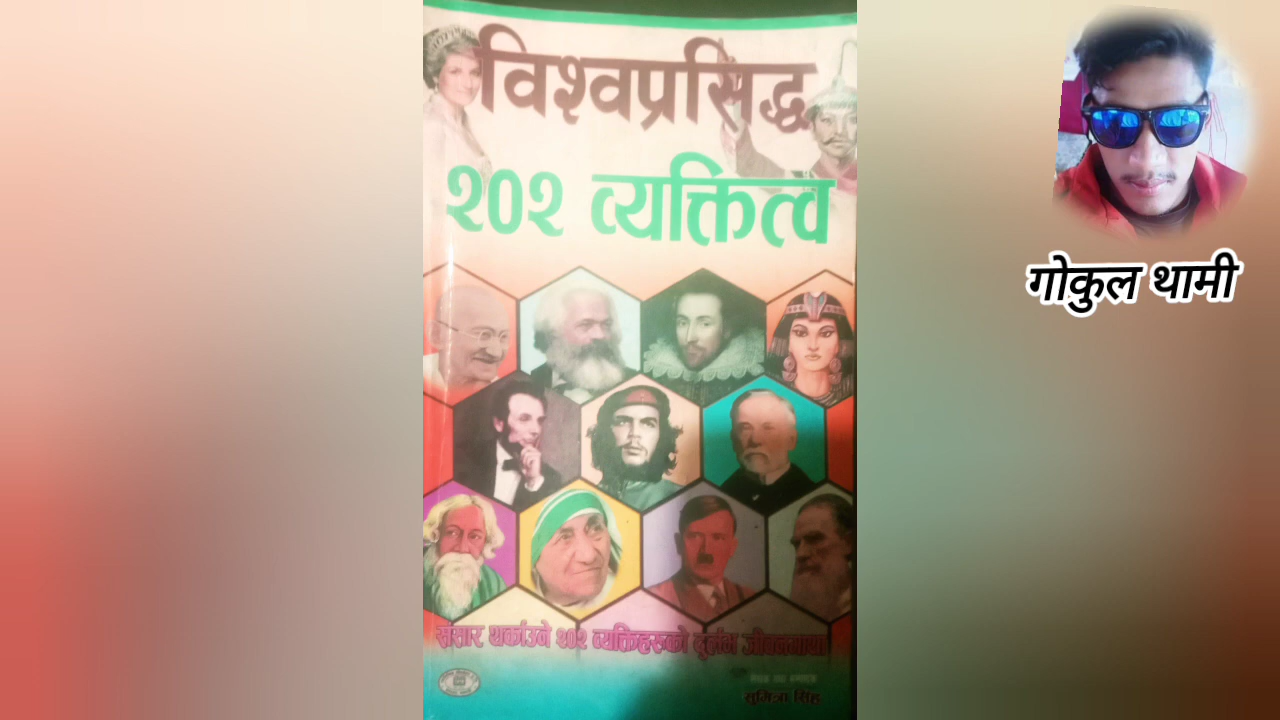 विश्वप्रसिद्ध
२०२ व्यक्तित्व
संसार थर्काउने २०२ व्यक्तिहरूको दुर्लभ जीवनगाथा
सुमित्रा सिंह
गोकुल थामी